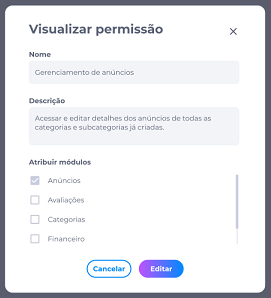 Visualizar permissão
Nome
Gerenciamento de anúncios
Descrição
Acessar e editar detalhes dos anúncios de todas as
categorias e subcategorias já criadas.
Atribuir módulos
Anúncios
Avaliações
Categorias
Financeiro
Cancelar
Editar